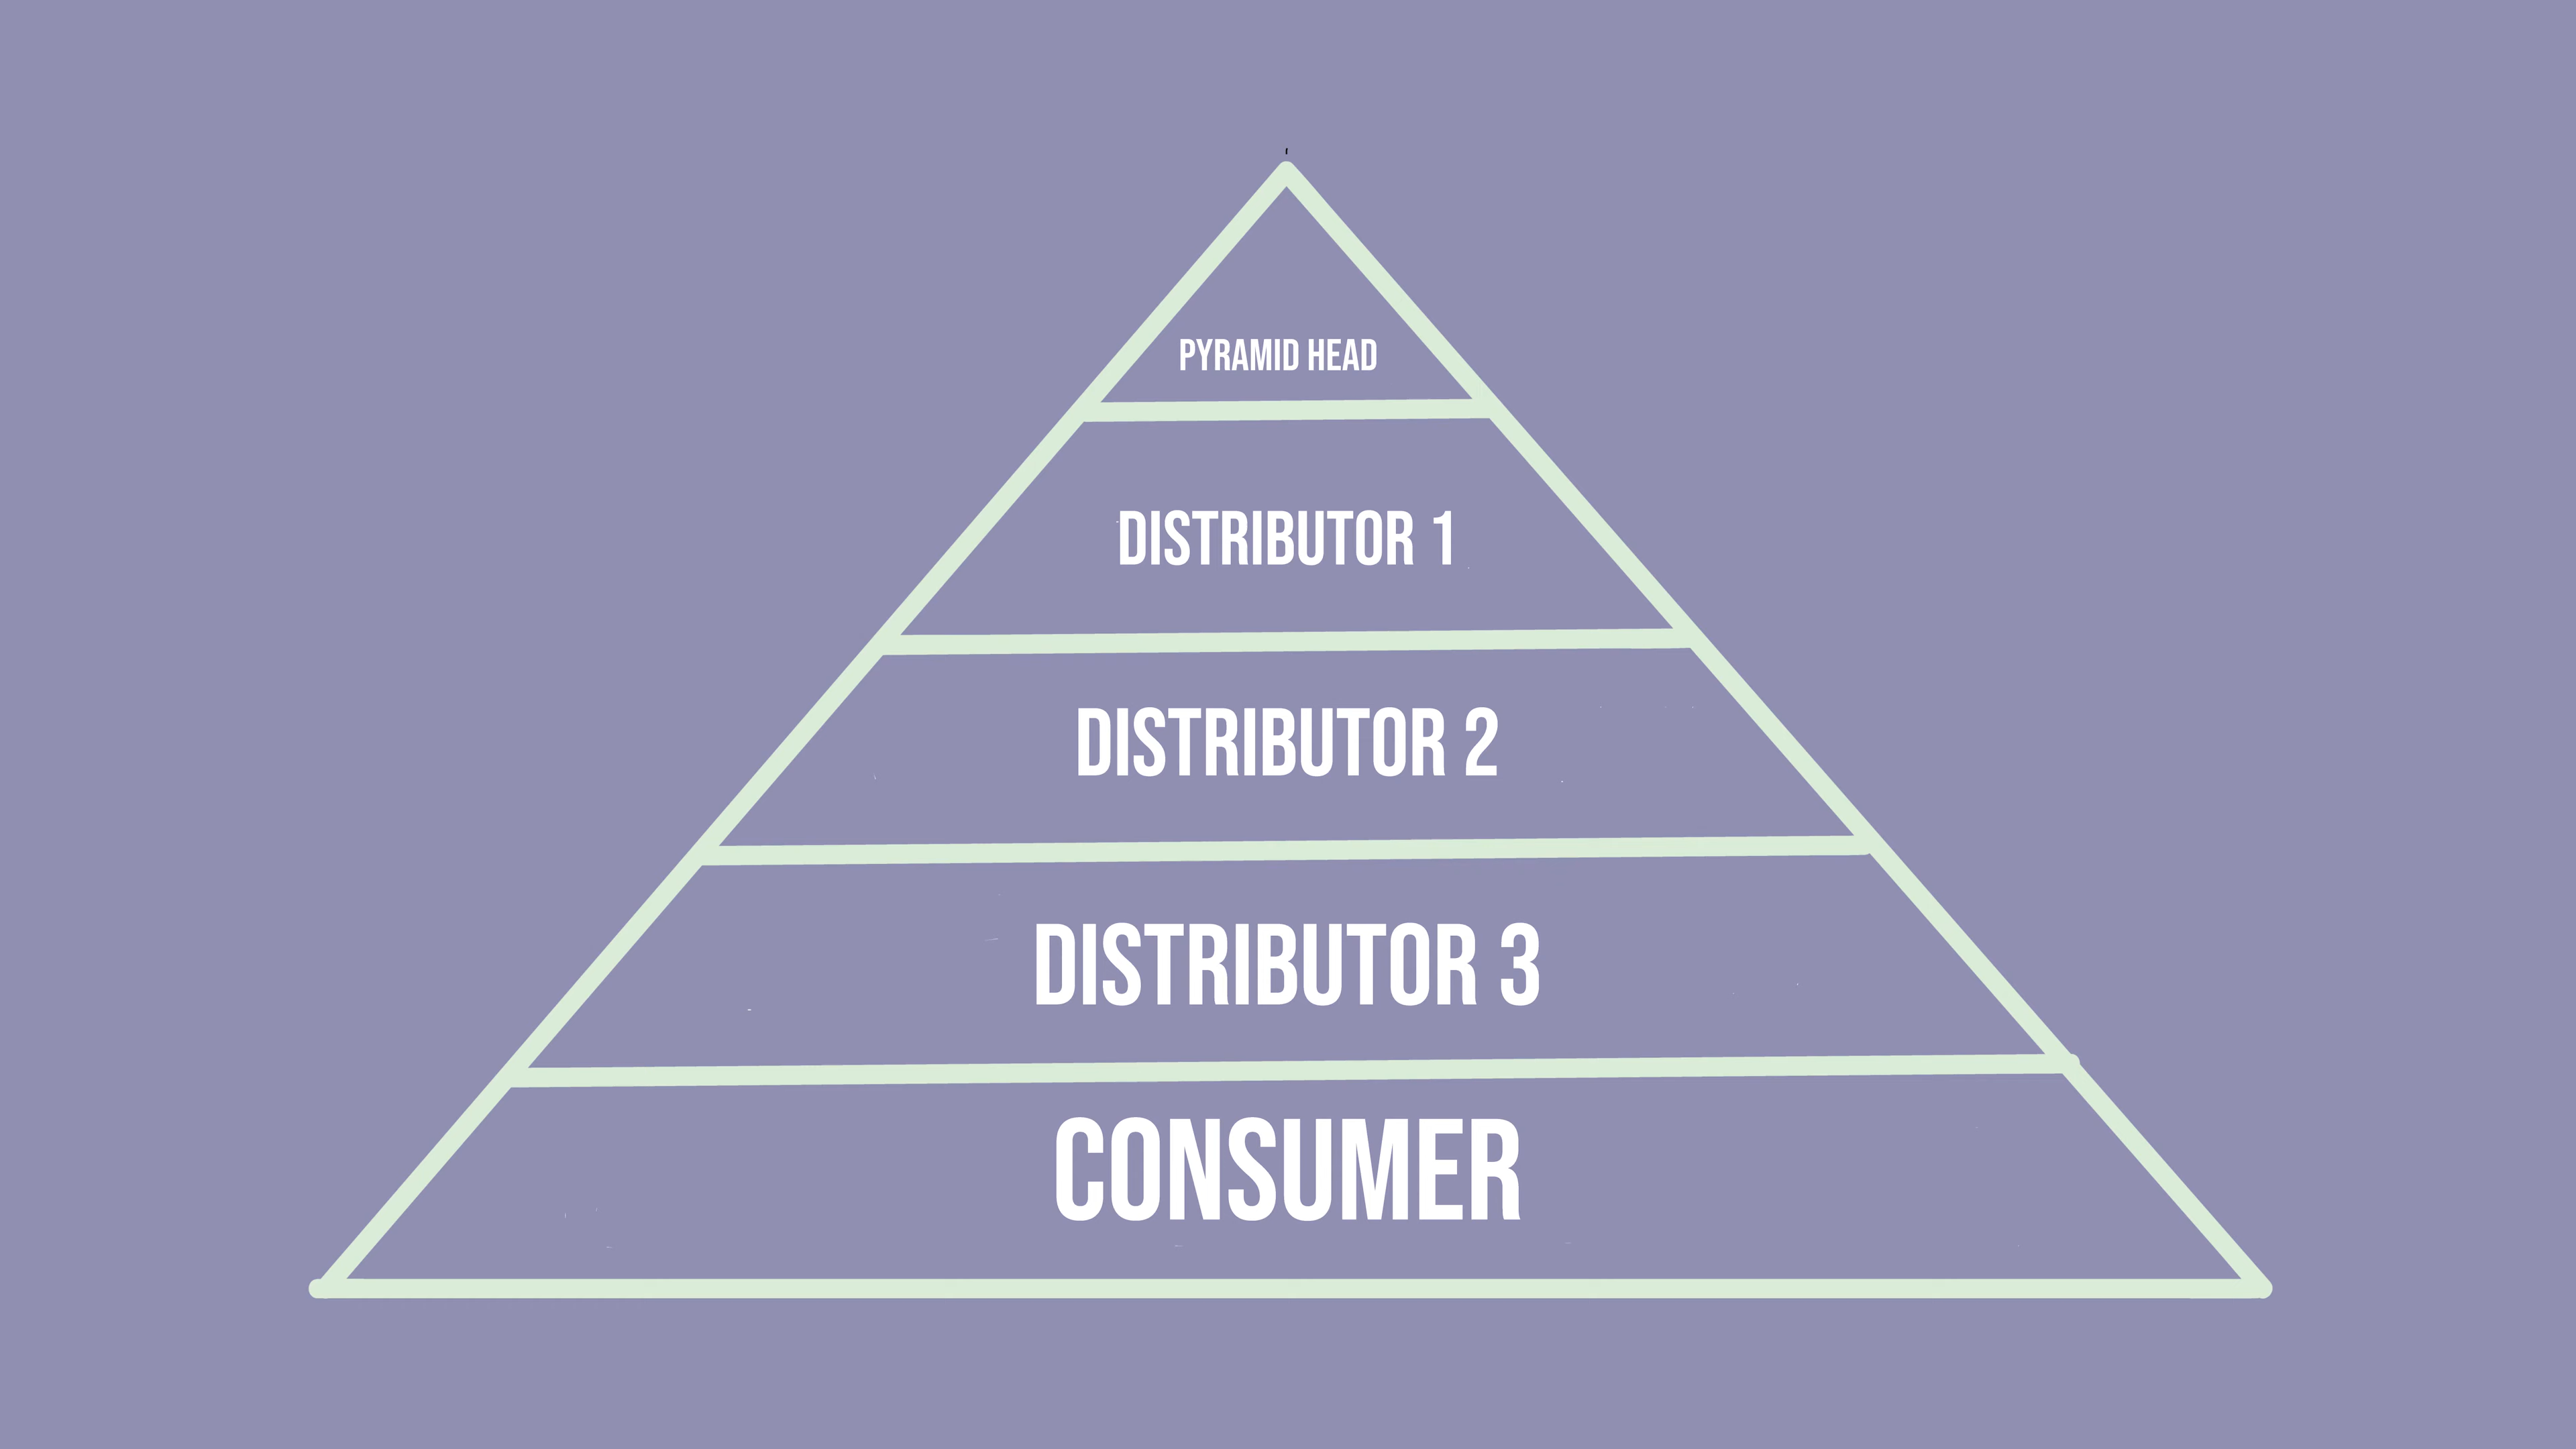 PYRAMID HEAD
DISTRIBUTOR 1
DISTRIBUTOR 2
DISTRIBUTOR 3
CONSUMER